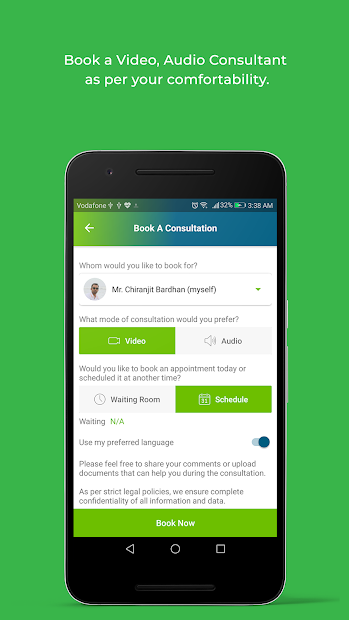 Book a Video, Audio Consultant
as per your comfortability.
Vodafone 32% 3:38 AM
Book A Consultation
Whom would you like to book for?
Mr. Chiranjit Bardhan (myself)
What mode of consultation would you prefer?
Video Audio
Would you like to book an appointment today or
scheduled it at another time?
Waiting Room 31 Schedule
Waiting N/A
Use my preferred language
Please feel free to share your comments or upload
documents that can help you during the consultation.
As per strict legal policies, we ensure complete
confidentiality of all information and data.
Book Now